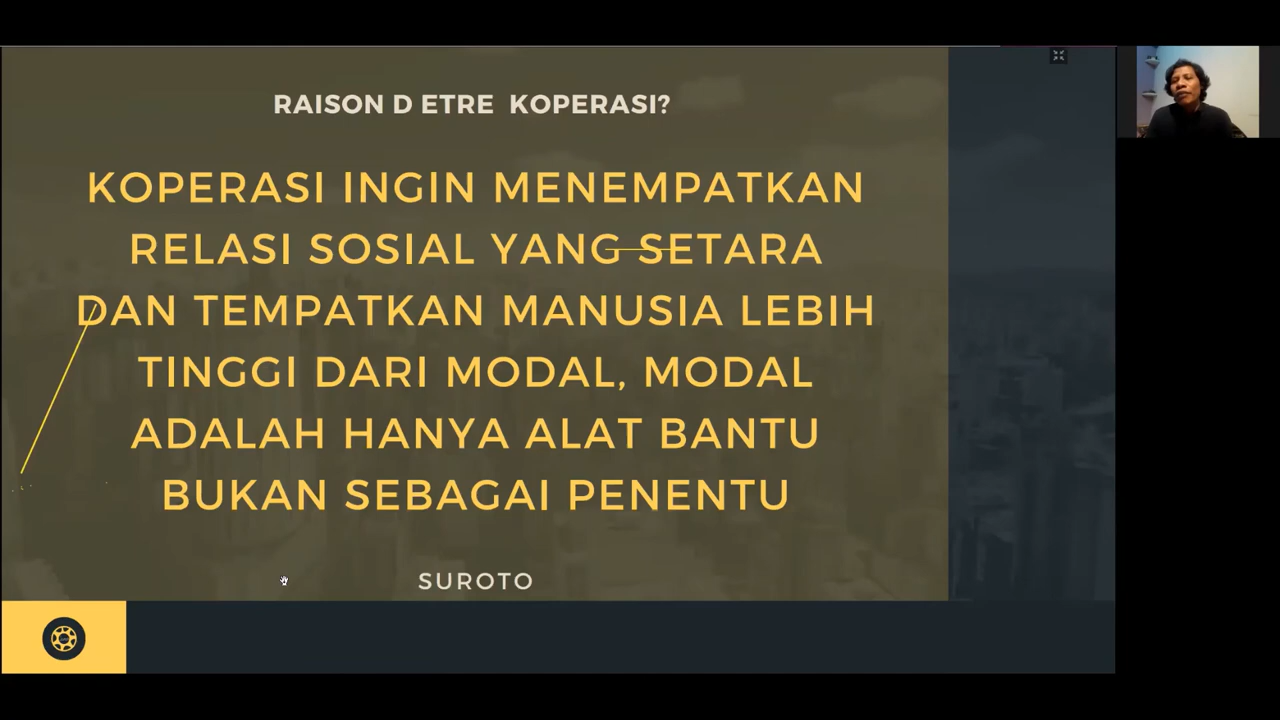 RAISON D ETRE KOPERASI?
KOPERASI INGIN MENEMPATKAN
RELASI SOSIAL YANG SETARA
DAN TEMPATKAN MANUSIA LEBIH
TINGGI DARI MODAL, MODAL
ADALAH HANYA ALAT BANTU
BUKAN SEBAGAI PENENTU
SUROTO